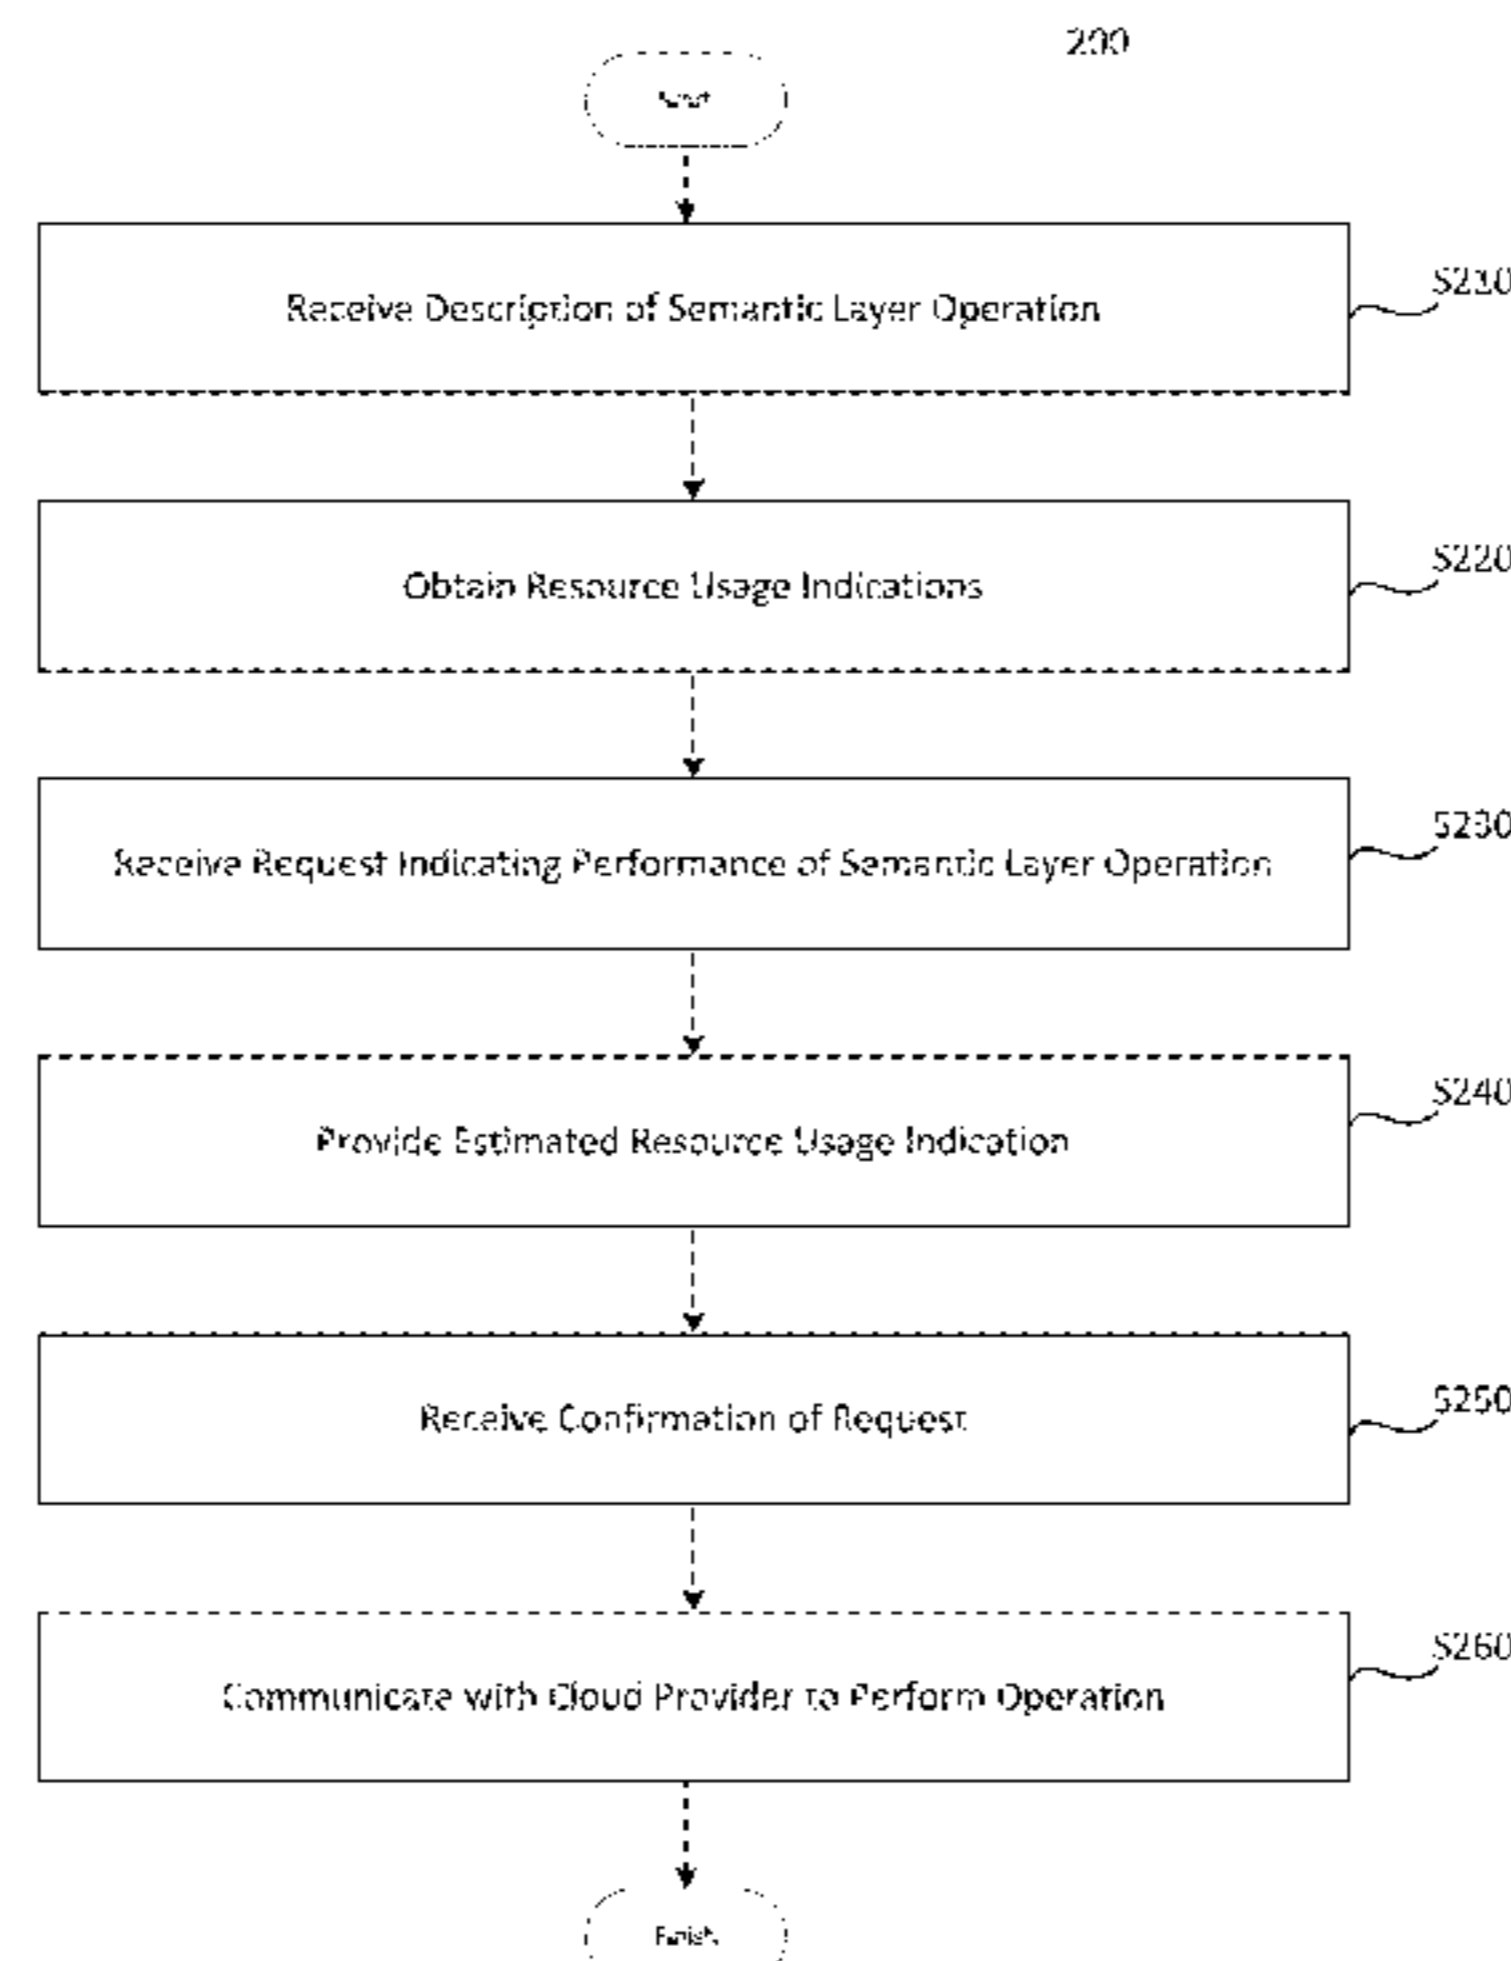 200
Start
Receive Description of Semantic Layer Operation
S210
Obtain Resource Usage Indications
S220
Receive Request Indicating Performance of Semantic Layer Operation
S230
Provide Estimated Resource Usage Indication
S240
Receive Confirmation of Request
S250
Communicate with Cloud Provider to Perform Operation
S260
Finish